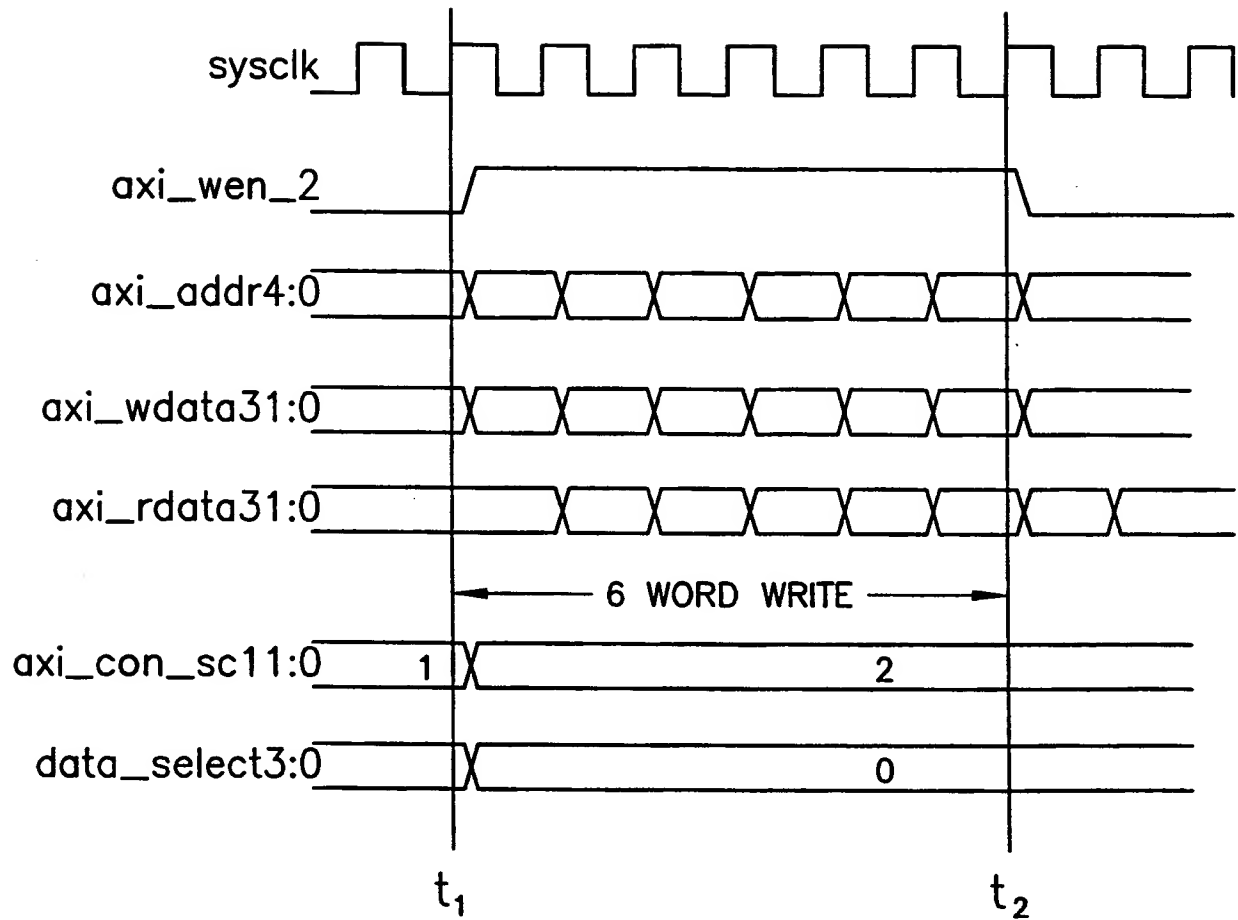 sysclk
axi_wen_2
axi_addr4:0
axi_wdata31:0
axi_rdata31:0
6 WORD WRITE
axi_con_sc11:0 1 2
data_select3:0 0
t1 t2